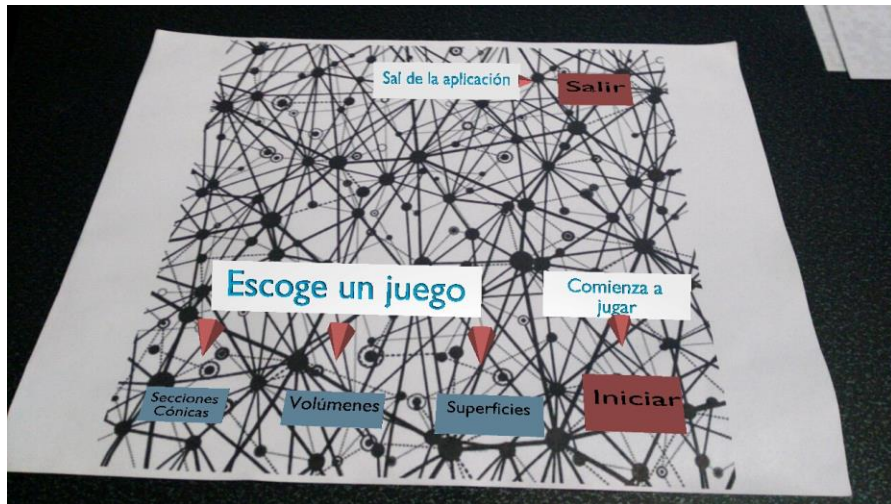 Sal de la aplicación
Salir
Escoge un juego
Comienza a
jugar
Secciones
Cónicas
Volúmenes
Superficies
Iniciar